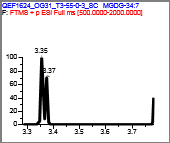 QEF1624_OG31_T3-55-0-3_SC MGDG-34:7
F: FTMS + p ESI Full ms [500.0000-2000.0000]
3.35
3.37
100
80
60
40
20
0
3.3 3.4 3.5 3.6 3.7